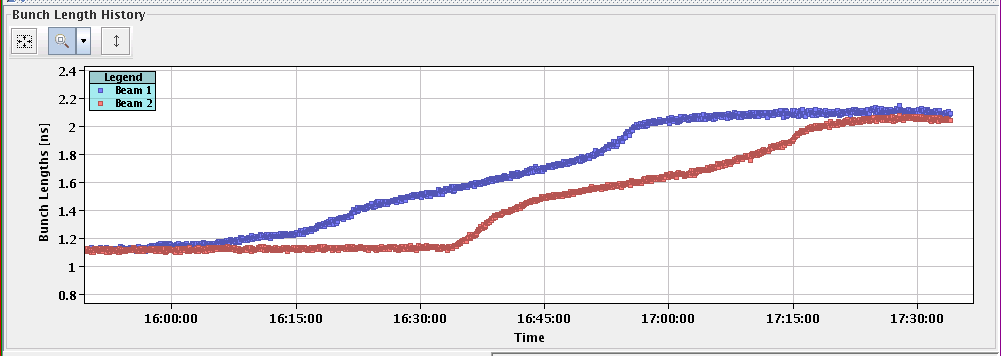 Bunch Length History
Legend
Beam 1
Beam 2
Bunch Lengths [ns]
2.4
2.2
2
1.8
1.6
1.4
1.2
1
0.8
16:00:00 16:15:00 16:30:00 16:45:00 17:00:00 17:15:00 17:30:00
Time